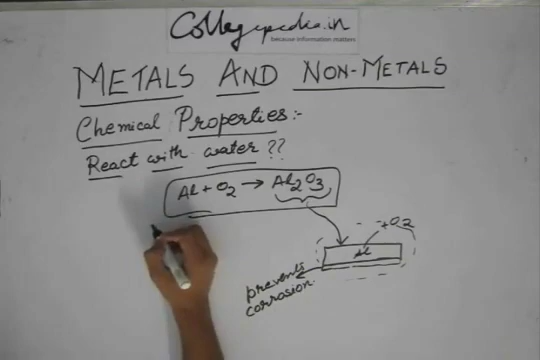 Collegepedia.in
because information matters
METALS AND NON-METALS
Chemical Properties:-
React with water??
Al + O2 → Al2O3
+O2
Al
prevents
corrosion